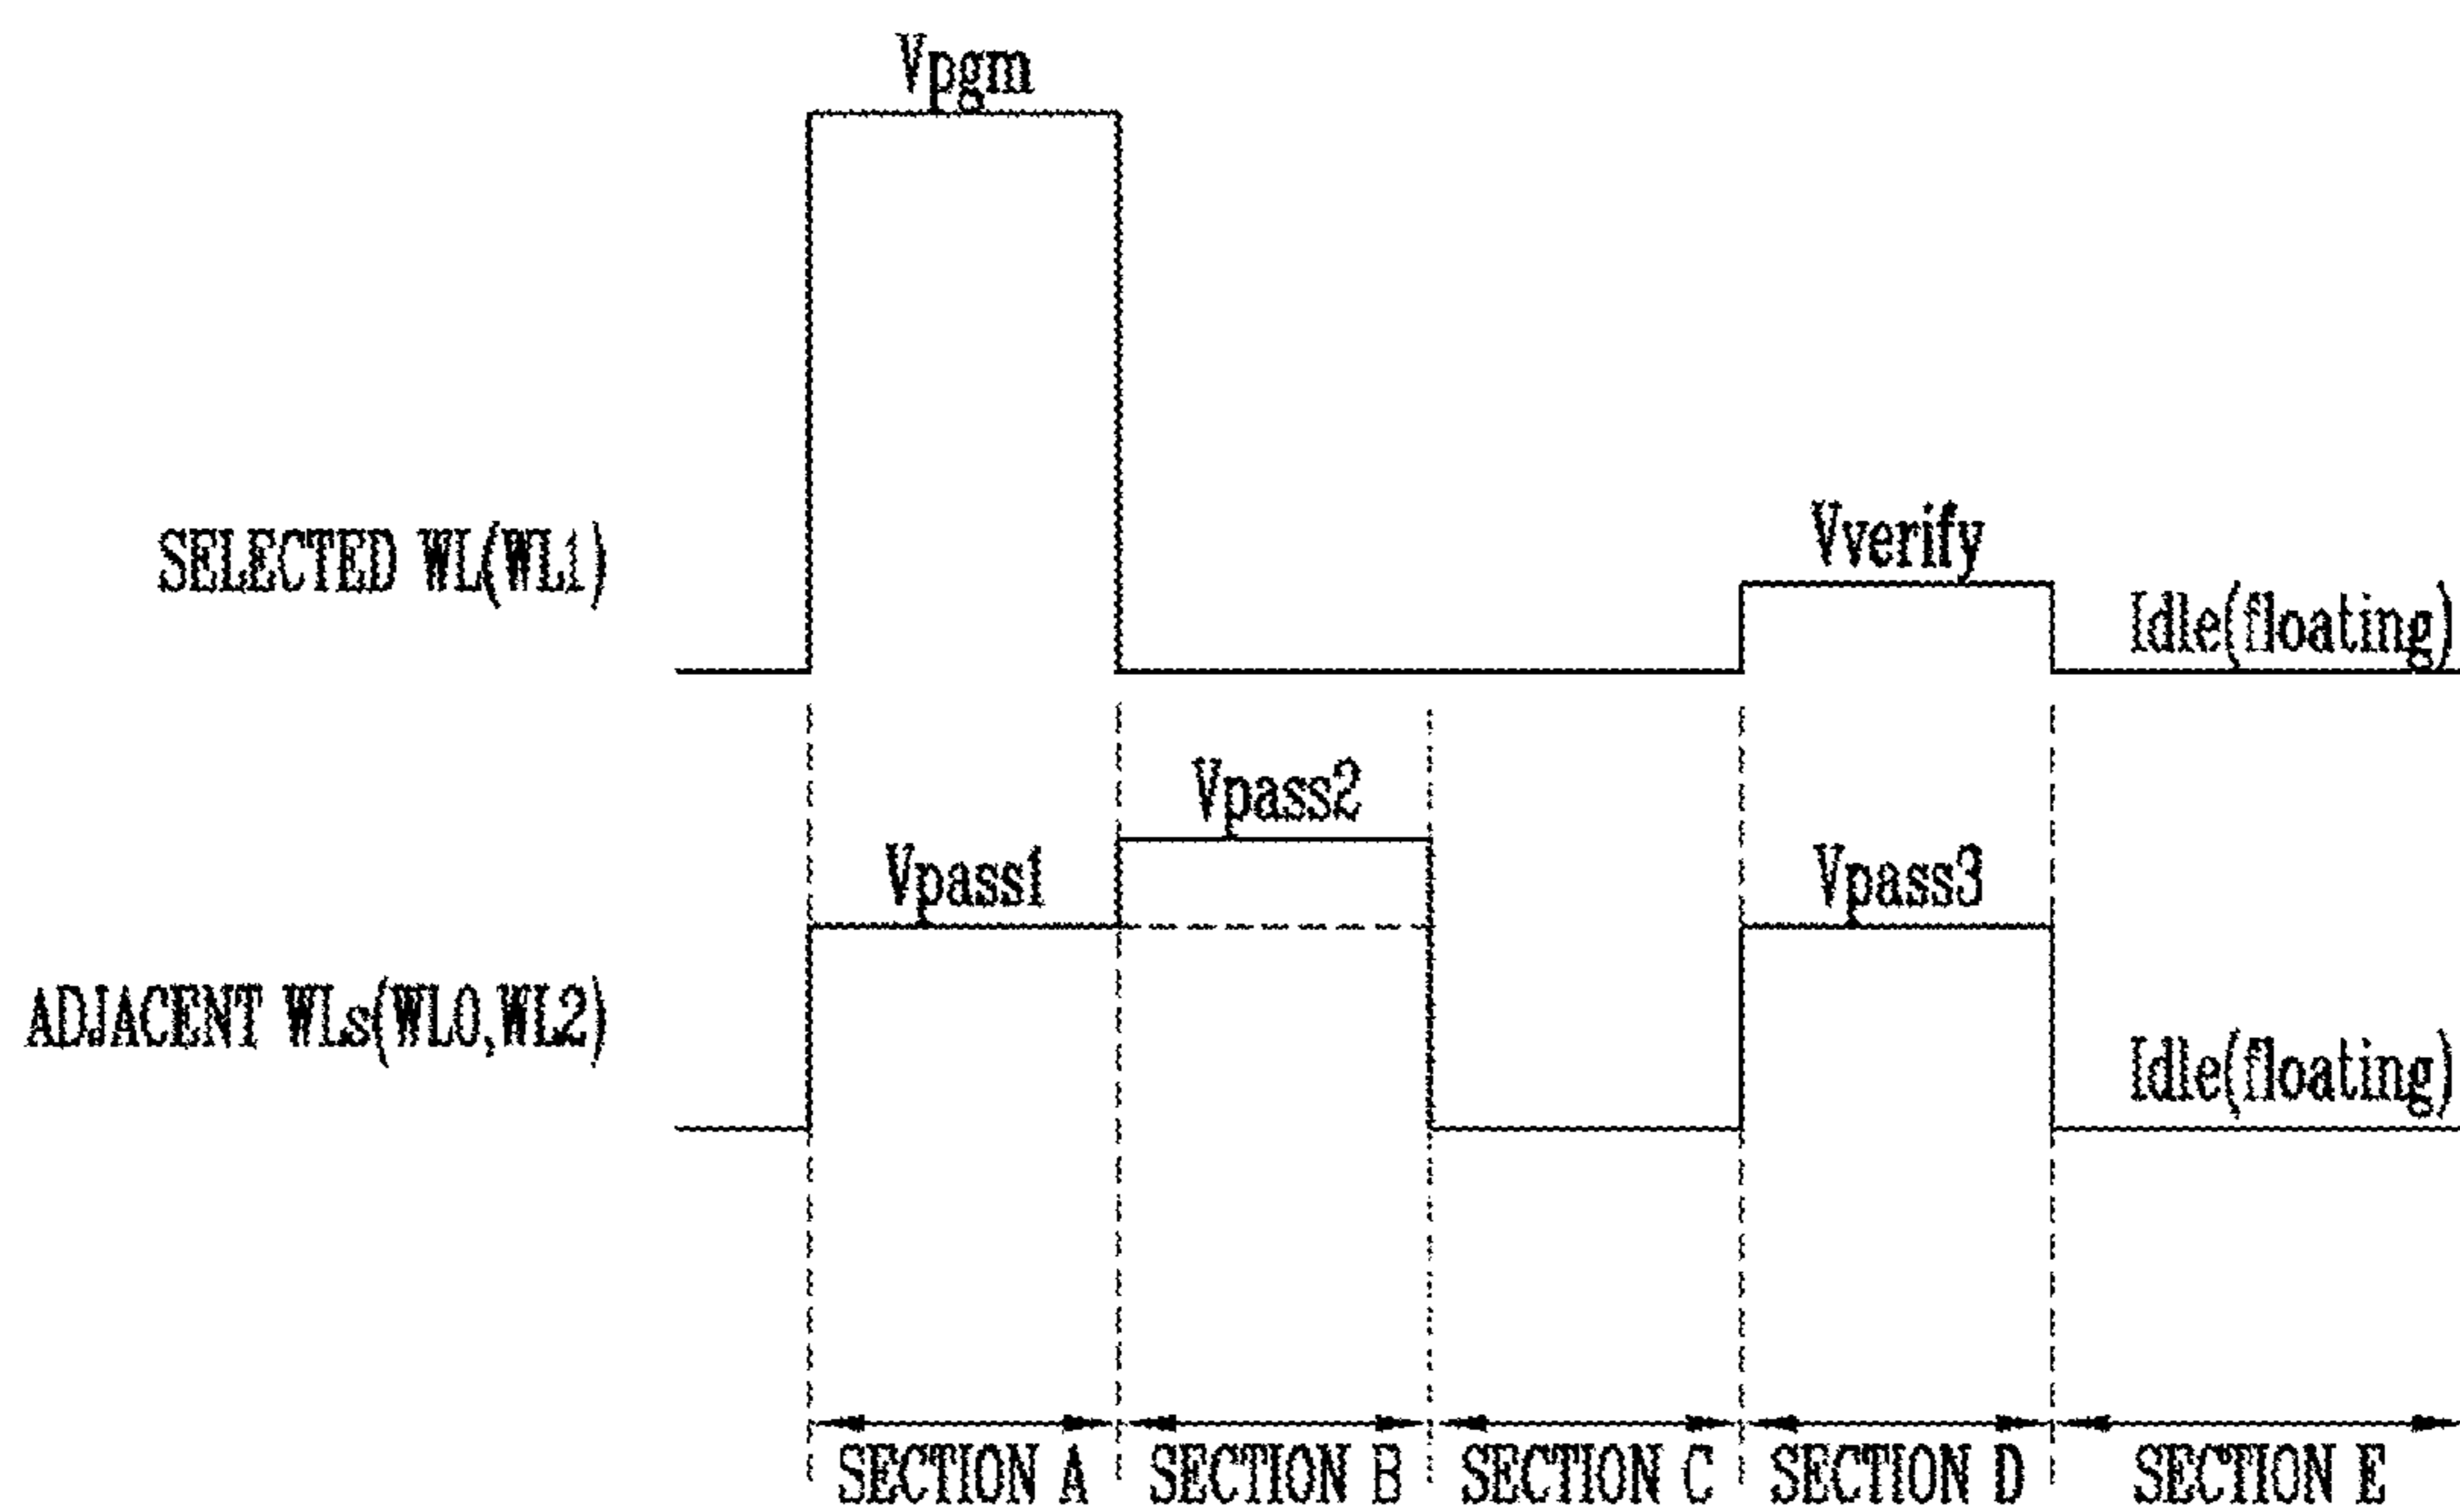 Vpgm
SELECTED WL(WL1)
Vverify
Idle(floating)
Vpass2
Vpass1
Vpass3
ADJACENT WLs(WL0,WL2)
Idle(floating)
SECTION A
SECTION B
SECTION C
SECTION D
SECTION E